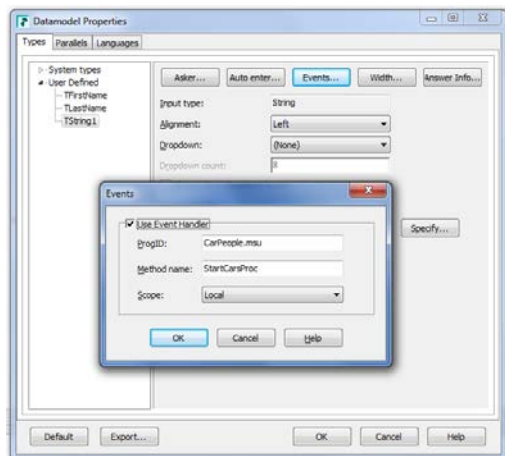 Datamodel Properties
Types Parallels Languages
System types
User Defined
TFirstName
TLastName
TString1
Asker... Auto enter... Events... Width... Answer Info...
Input type: String
Alignment: Left
Dropdown: (None)
Dropdown count: 8
Specify...
Events
Use Event Handler
ProgID: CarPeople.msu
Method name: StartCarsProc
Scope: Local
OK Cancel Help
Default Export... OK Cancel Help